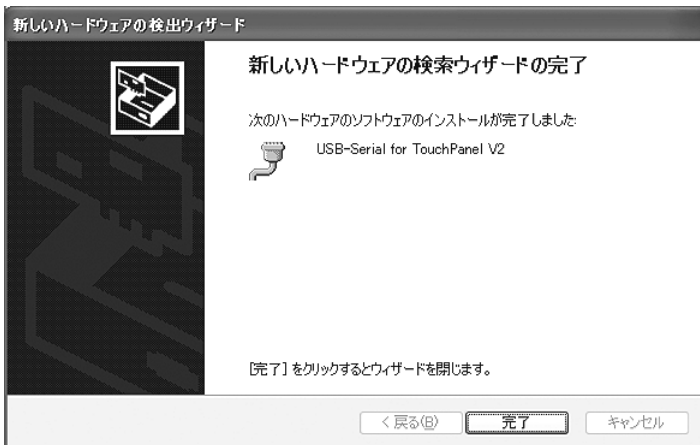 新しいハードウェアの検出ウィザード
新しいハードウェアの検索ウィザードの完了
次のハードウェアのソフトウェアのインストールが完了しました:
USB-Serial for TouchPanel V2
[完了] をクリックするとウィザードを閉じます。
< 戻る(B)
完了
キャンセル